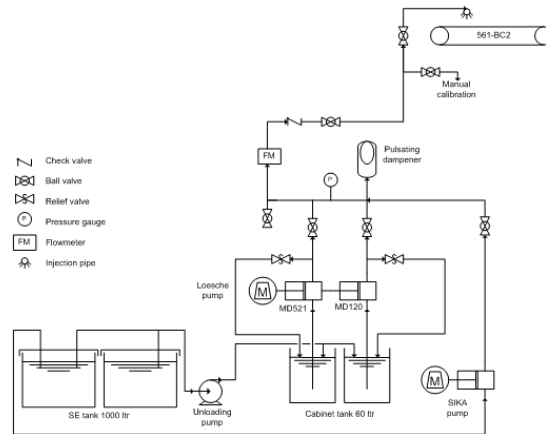 561-BC2
Manual
calibration
Pulsating
dampener
FM
P
Check valve
Ball valve
Relief valve
P
Pressure gauge
FM
Flowmeter
Injection pipe
Loesche
pump
M
MD521
MD120
M
SIKA
pump
SE tank 1000 ltr
Unloading
pump
Cabinet tank 60 ltr